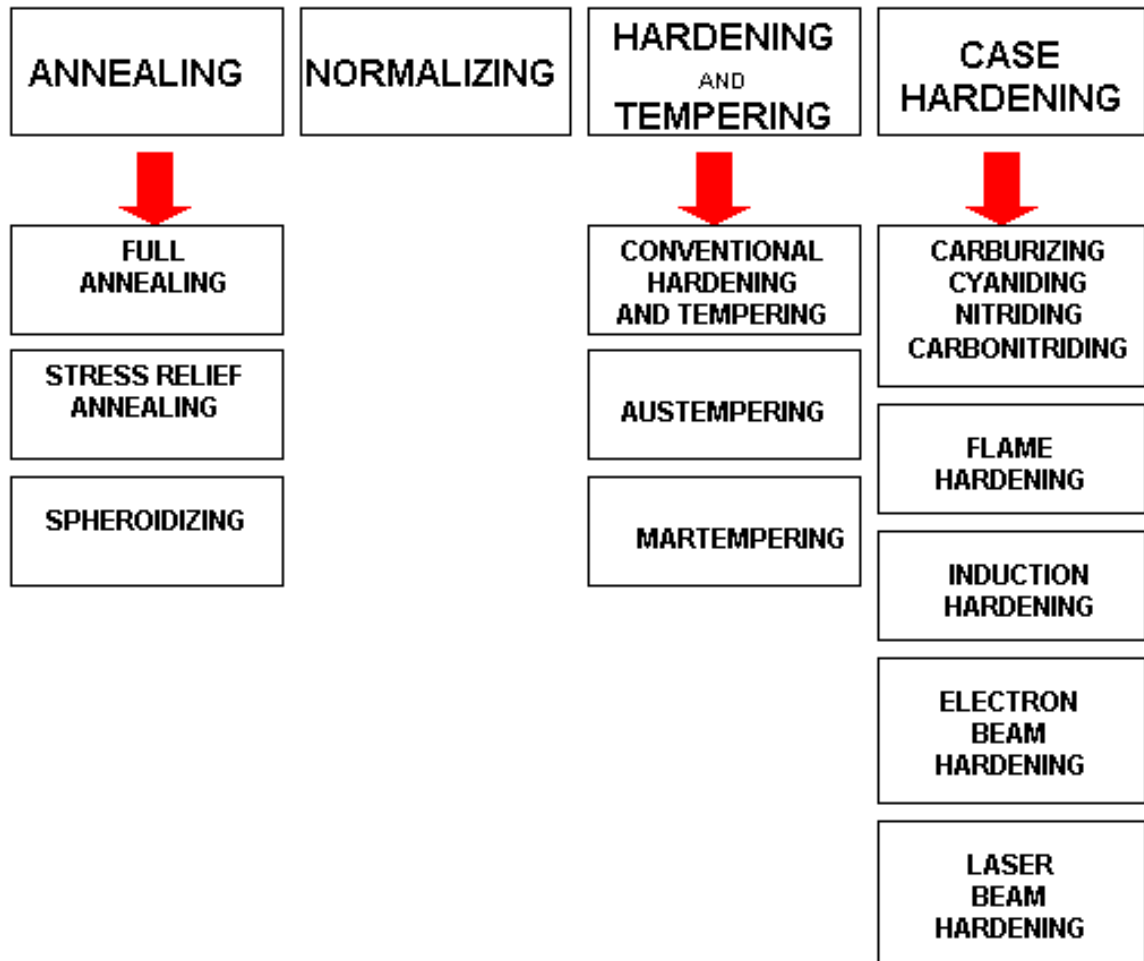 ANNEALING
NORMALIZING
HARDENING
AND
TEMPERING
CASE
HARDENING
FULL
ANNEALING
STRESS RELIEF
ANNEALING
SPHEROIDIZING
CONVENTIONAL
HARDENING
AND TEMPERING
AUSTEMPERING
MARTEMPERING
CARBURIZING
CYANIDING
NITRIDING
CARBONITRIDING
FLAME
HARDENING
INDUCTION
HARDENING
ELECTRON
BEAM
HARDENING
LASER
BEAM
HARDENING